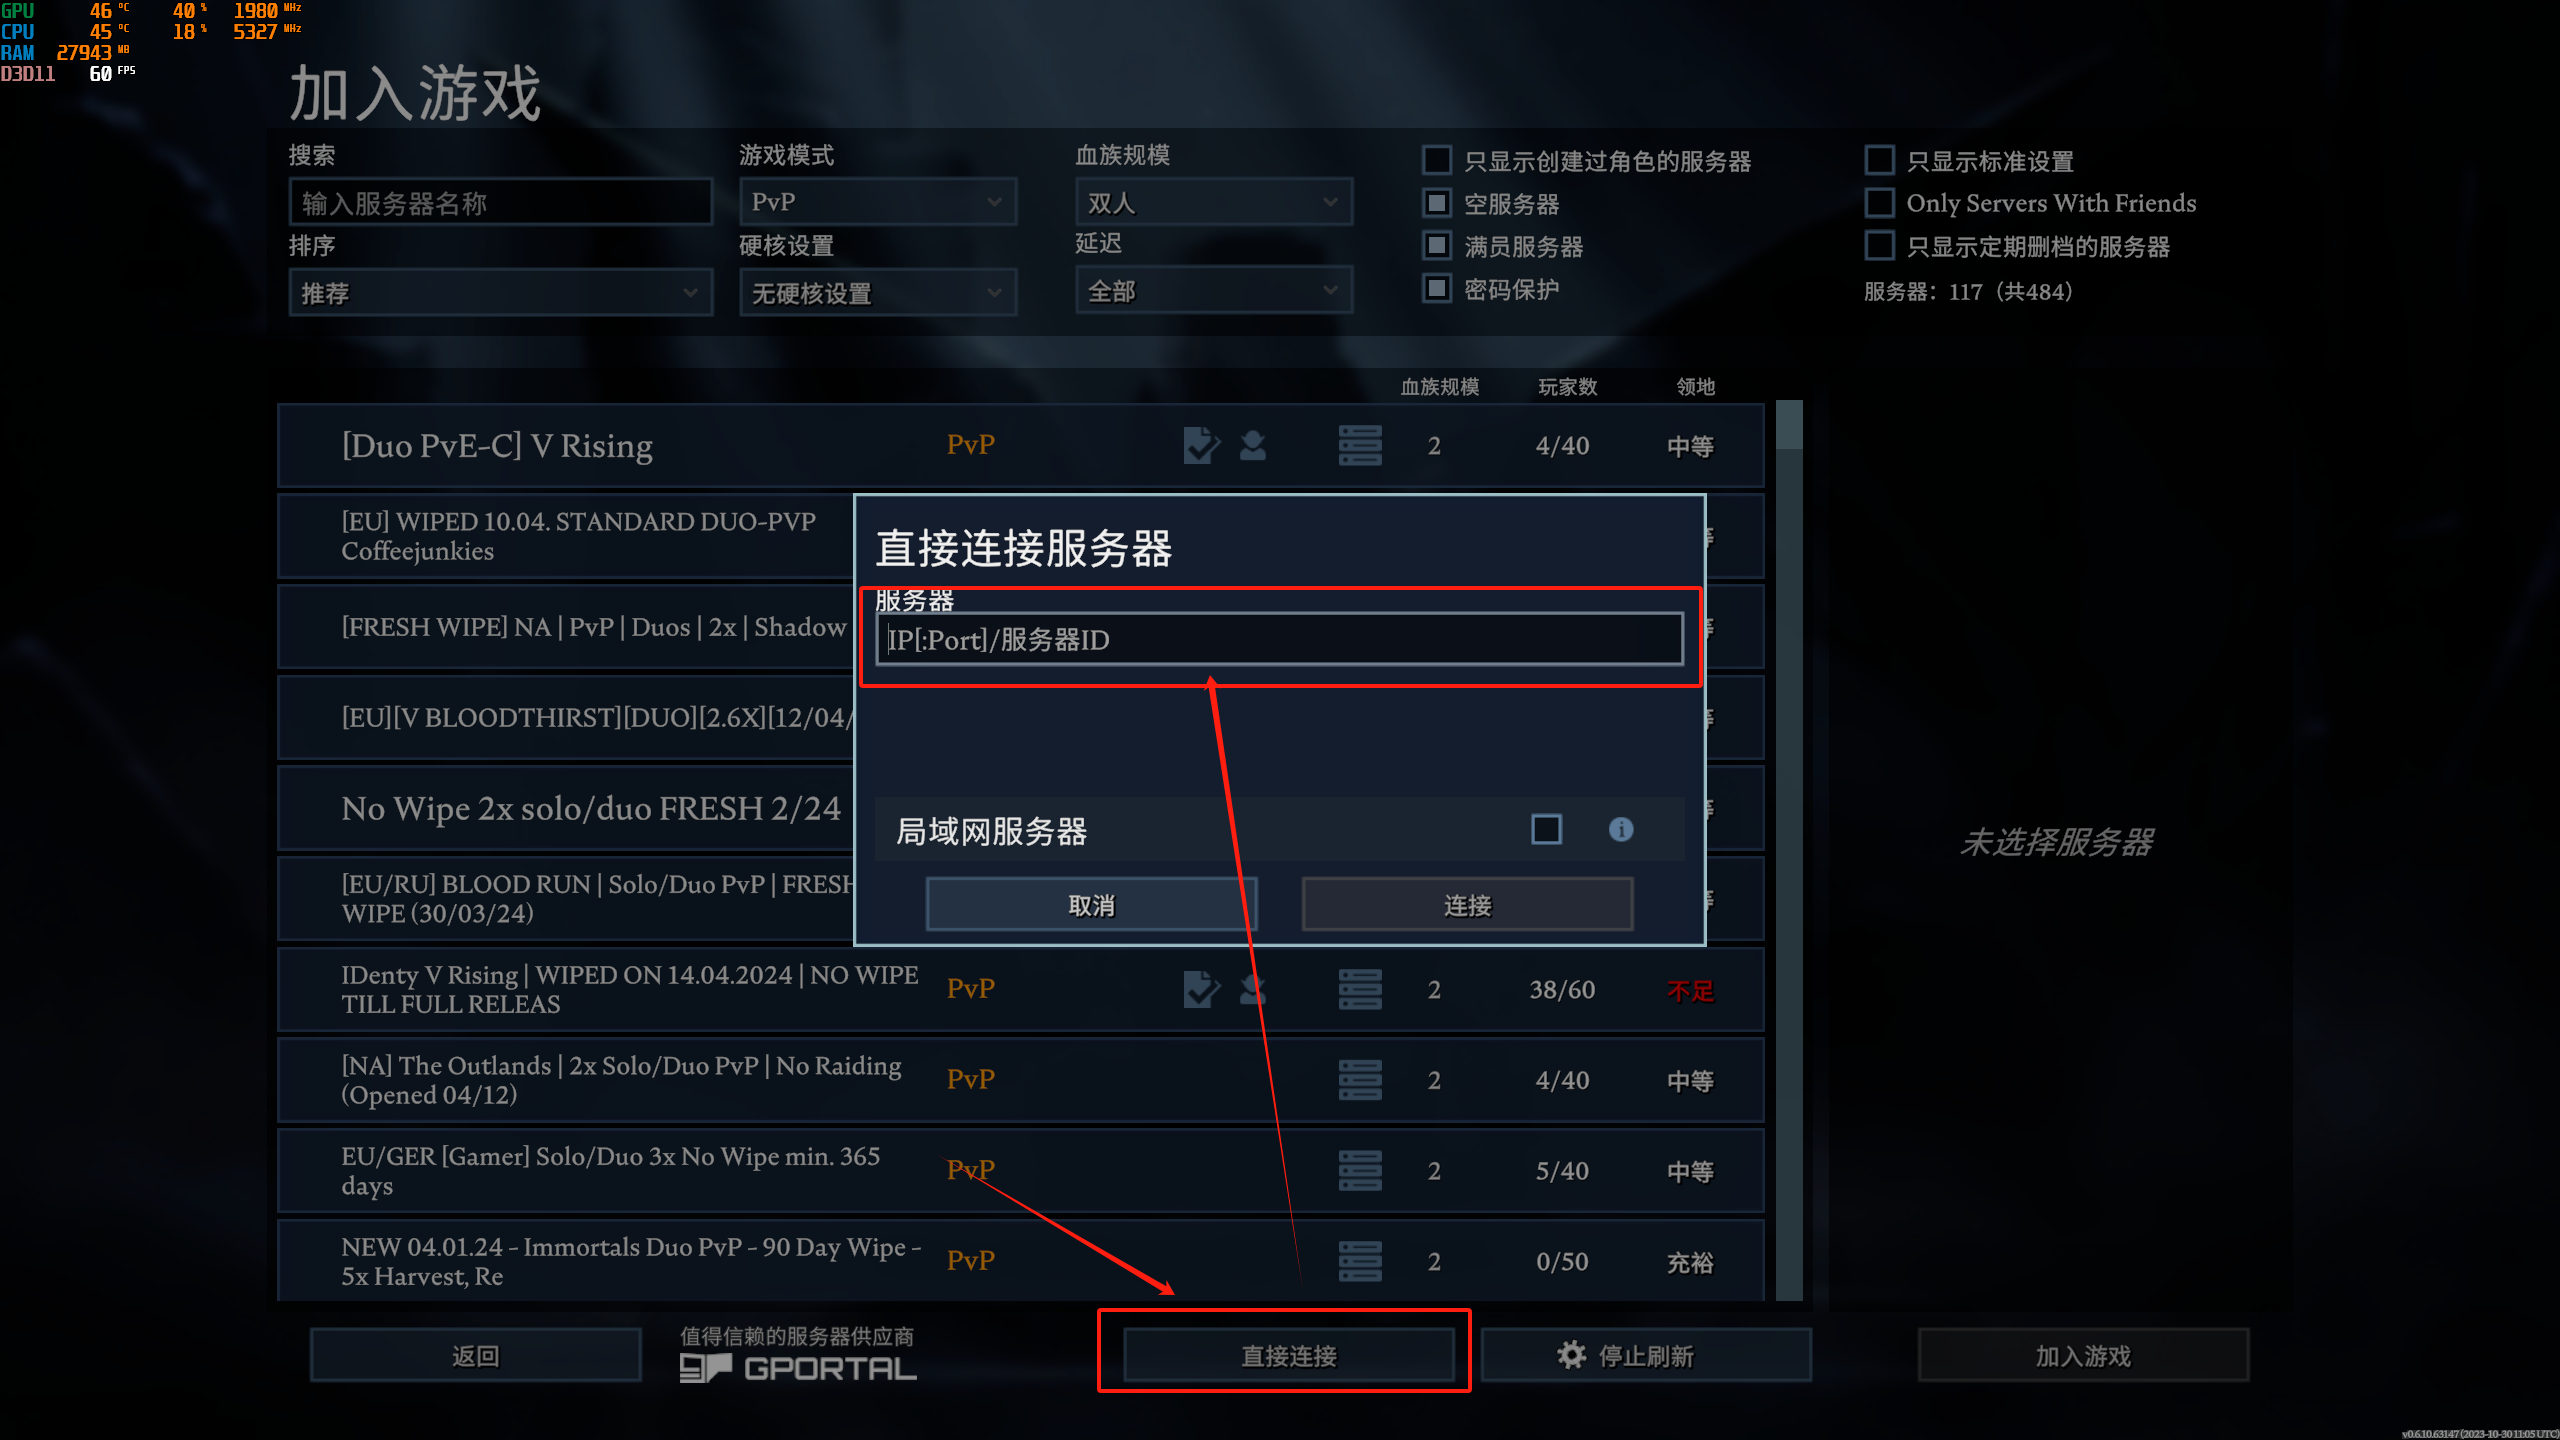 GPU 46 °C 40 % 1980 MHz
CPU 45 °C 18 % 5327 MHz
RAM 27943 MB
D3D11 60 FPS
加入游戏
搜索
输入服务器名称
排序
推荐
游戏模式
PvP
硬核设置
无硬核设置
血族规模
双人
延迟
全部
只显示创建过角色的服务器
空服务器
满员服务器
密码保护
只显示标准设置
Only Servers With Friends
只显示定期删档的服务器
服务器：117（共484）
血族规模 玩家数 领地
[Duo PvE-C] V Rising PvP 2 4/40 中等
[EU] WIPED 10.04. STANDARD DUO-PVP
Coffeejunkies
[FRESH WIPE] NA | PvP | Duos | 2x | Shadow
[EU][V BLOODTHIRST][DUO][2.6X][12/04/
No Wipe 2x solo/duo FRESH 2/24
[EU/RU] BLOOD RUN | Solo/Duo PvP | FRESH
WIPE (30/03/24)
直接连接服务器
服务器
IP[:Port]/服务器ID
局域网服务器
取消 连接
IDenty V Rising | WIPED ON 14.04.2024 | NO WIPE
TILL FULL RELEAS
PvP 2 38/60 不足
[NA] The Outlands | 2x Solo/Duo PvP | No Raiding
(Opened 04/12)
PvP 2 4/40 中等
EU/GER [Gamer] Solo/Duo 3x No Wipe min. 365
days
PvP 2 5/40 中等
NEW 04.01.24 - Immortals Duo PvP - 90 Day Wipe -
5x Harvest, Re
PvP 2 0/50 充裕
未选择服务器
返回
值得信赖的服务器供应商
GPORTAL
直接连接
停止刷新
加入游戏
v0.6.10.63147 (2023-10-30 11:05 UTC)